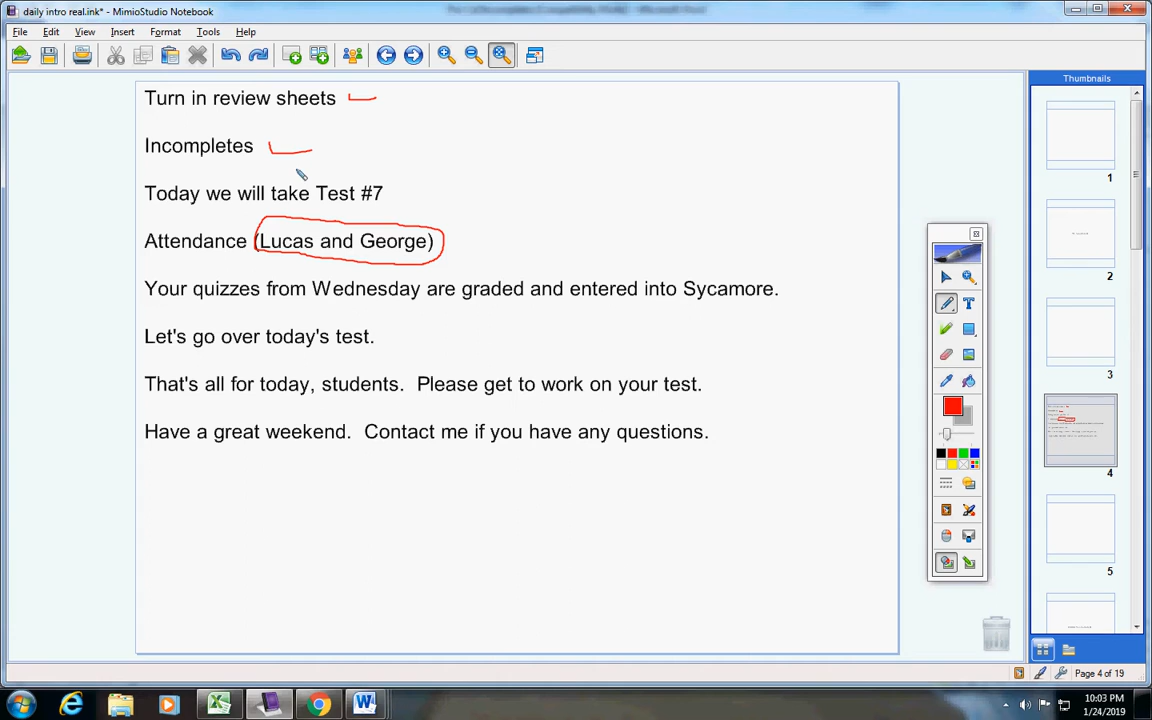 daily intro real.ink* - MimioStudio Notebook
File Edit View Insert Format Tools Help
Thumbnails
Turn in review sheets
Incompletes
Today we will take Test #7
Attendance (Lucas and George)
Your quizzes from Wednesday are graded and entered into Sycamore.
Let's go over today's test.
That's all for today, students. Please get to work on your test.
Have a great weekend. Contact me if you have any questions.
1
2
3
4
5
Page 4 of 19
10:03 PM
1/24/2019